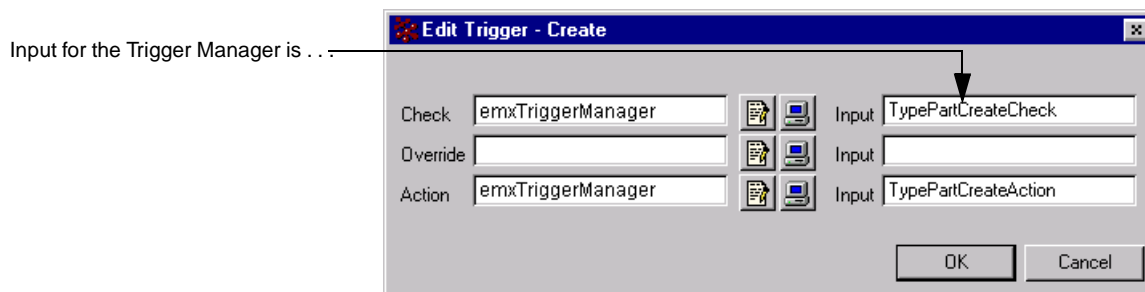 Edit Trigger - Create
Input for the Trigger Manager is . . .
Check emxTriggerManager Input TypePartCreateCheck
Override Input
Action emxTriggerManager Input TypePartCreateAction
OK Cancel